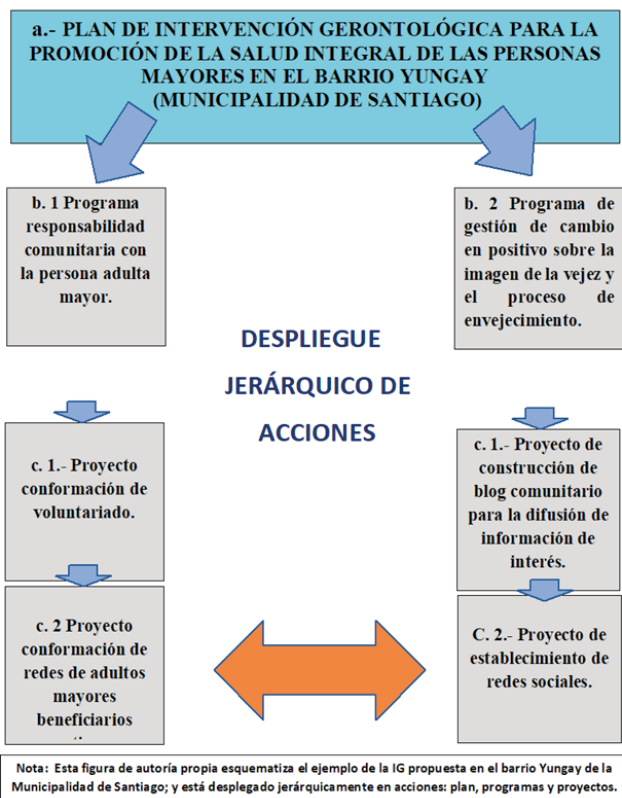 a.- PLAN DE INTERVENCIÓN GERONTOLÓGICA PARA LA
PROMOCIÓN DE LA SALUD INTEGRAL DE LAS PERSONAS
MAYORES EN EL BARRIO YUNGAY
(MUNICIPALIDAD DE SANTIAGO)
b. 1 Programa
responsabilidad
comunitaria con
la persona adulta
mayor.
b. 2 Programa de
gestión de cambio
en positivo sobre la
imagen de la vejez y
el proceso de
envejecimiento.
DESPLIEGUE
JERÁRQUICO DE
ACCIONES
c. 1.- Proyecto
conformación de
voluntariado.
c. 1.- Proyecto de
construcción de
blog comunitario
para la difusión de
información de
interés.
c. 2 Proyecto
conformación de
redes de adultos
mayores
beneficiarios
C. 2.- Proyecto de
establecimiento de
redes sociales.
Nota: Esta figura de autoría propia esquematiza el ejemplo de la IG propuesta en el barrio Yungay de la
Municipalidad de Santiago; y está desplegado jerárquicamente en acciones: plan, programas y proyectos.